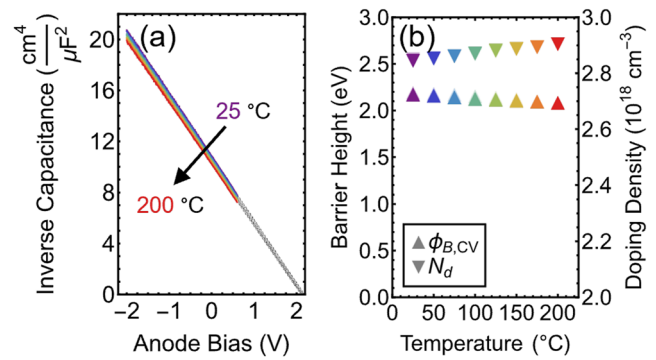 (a)
Inverse Capacitance (cm⁴/μF²)
20
16
12
8
4
0
25 °C
200 °C
−2 −1 0 1 2
Anode Bias (V)
(b)
Barrier Height (eV)
3.0
2.5
2.0
1.5
1.0
0.5
0.0
ϕB,CV
Nd
0 50 100 150 200
Temperature (°C)
3.0
2.8
2.6
2.4
2.2
2.0
Doping Density (10¹⁸ cm⁻³)